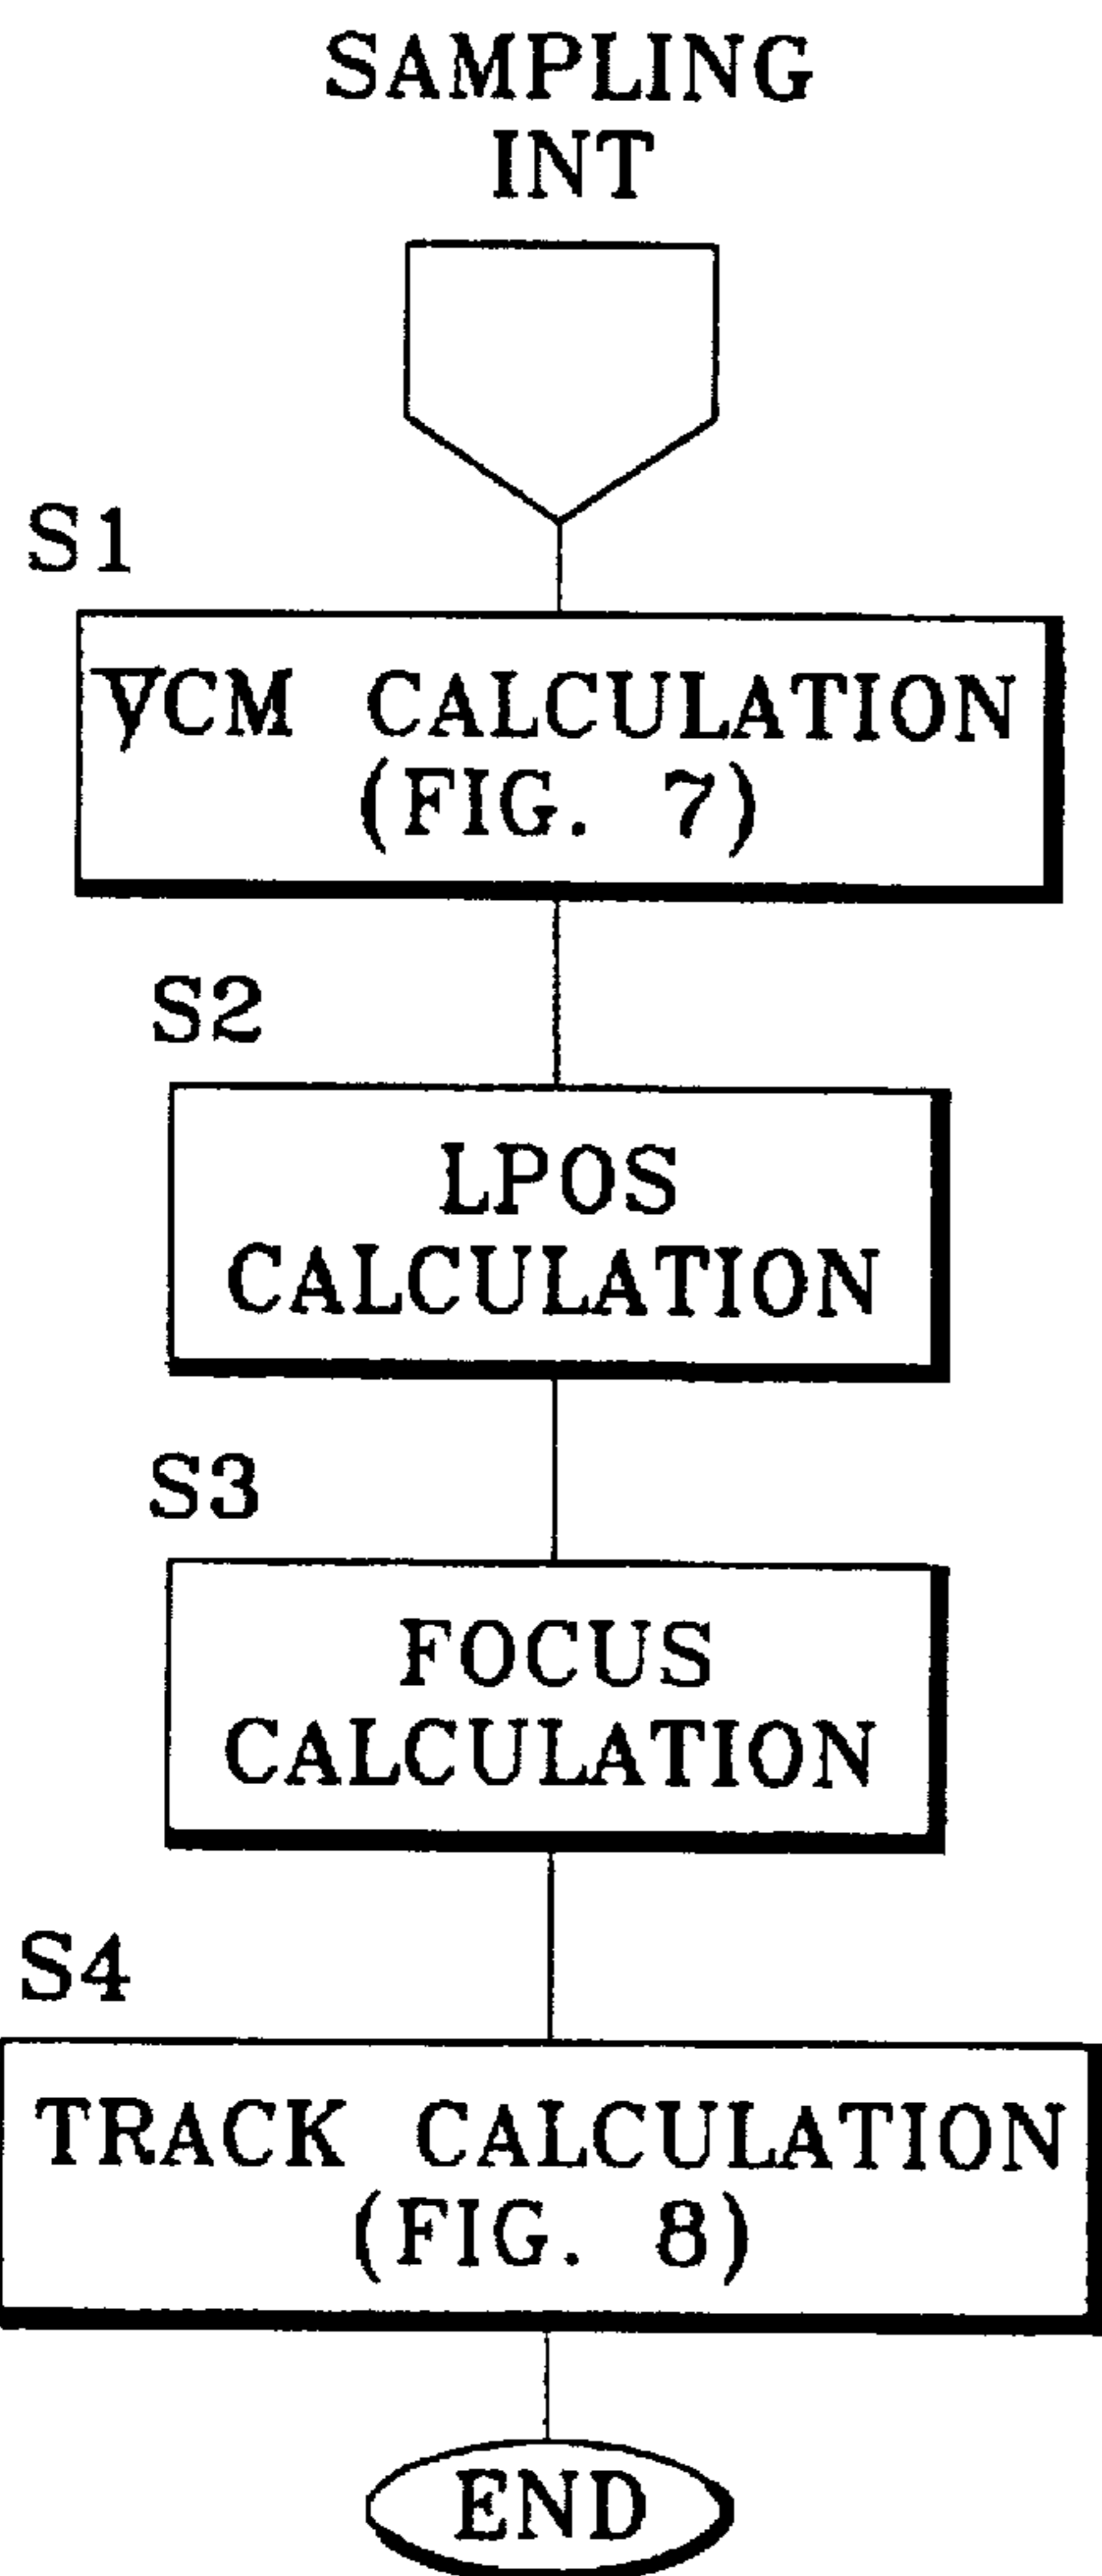 SAMPLING
INT
S1
VCM CALCULATION
(FIG. 7)
S2
LPOS
CALCULATION
S3
FOCUS
CALCULATION
S4
TRACK CALCULATION
(FIG. 8)
END